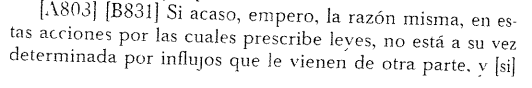 [A803] [B831] Si acaso, empero, la razón misma, en es-
tas acciones por las cuales prescribe leyes, no está a su vez
determinada por influjos que le vienen de otra parte, y [si]